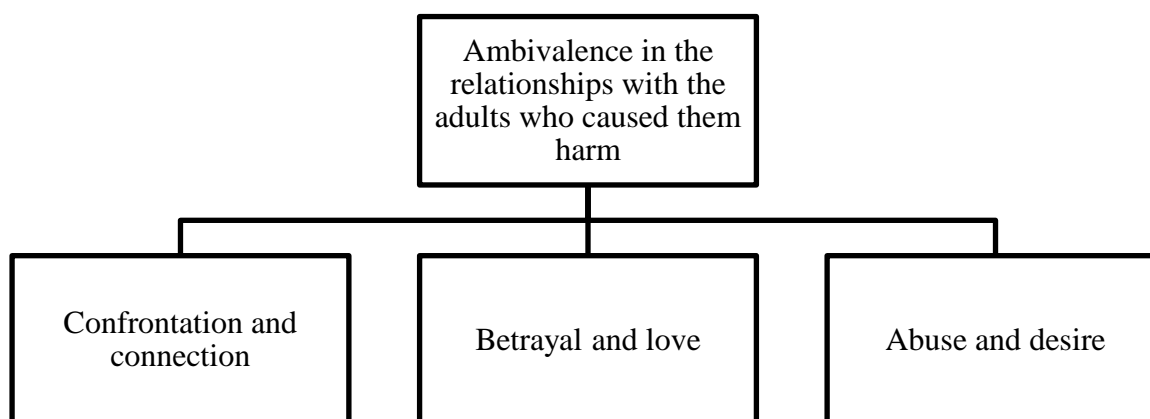 Ambivalence in the
relationships with the
adults who caused them
harm
Confrontation and
connection
Betrayal and love
Abuse and desire